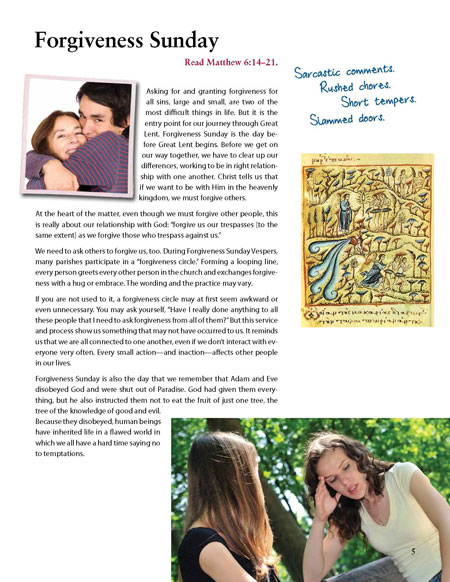 Forgiveness Sunday
Read Matthew 6:14–21.
Sarcastic comments.
Rushed chores.
Short tempers.
Slammed doors.
Asking for and granting forgiveness for
all sins, large and small, are two of the
most difficult things in life. But it is the
entry point for our journey through Great
Lent. Forgiveness Sunday is the day be-
fore Great Lent begins. Before we get on
our way together, we have to clear up our
differences, working to be in right relation-
ship with one another. Christ tells us that
if we want to be with Him in the heavenly
kingdom, we must forgive others.
At the heart of the matter, even though we must forgive other people, this
is really about our relationship with God; “forgive us our trespasses [to the
same extent] as we forgive those who trespass against us.”
We need to ask others to forgive us, too. During Forgiveness Sunday Vespers,
many parishes participate in a “forgiveness circle.” Forming a looping line,
every person greets every other person in the church and exchanges forgive-
ness with a hug or embrace. The wording and the practice may vary.
If you are not used to it, a forgiveness circle may at first seem awkward or
even unnecessary. You may ask yourself, “Have I really done anything to all
these people that I need to ask forgiveness from all of them?” But this service
and process show us something that may not have occurred to us. It reminds
us that we are all connected to one another, even if we don’t interact with ev-
eryone very often. Every small action—and inaction—affects other people
in our lives.
Forgiveness Sunday is also the day that we remember that Adam and Eve
disobeyed God and were shut out of Paradise. God had given them every-
thing, but he also instructed them not to eat the fruit of just one tree, the
tree of the knowledge of good and evil.
Because they disobeyed, human beings
have inherited life in a flawed world in
which we all have a hard time saying no
to temptations.
5